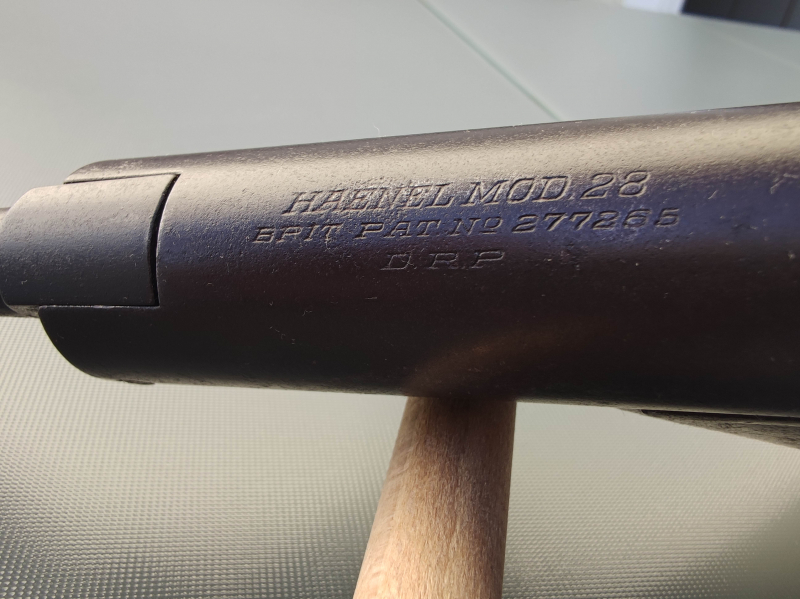 HAENEL MOD. 28
BRIT PAT. NO 277265
D.R.P